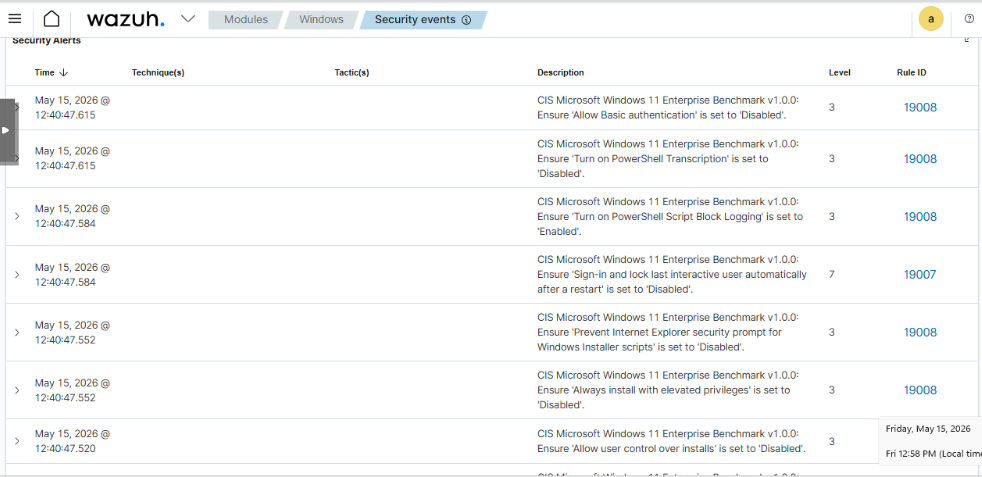 wazuh. Modules Windows Security events a
Security Alerts
Time Technique(s) Tactic(s) Description Level Rule ID
May 15, 2026 @
12:40:47.615
CIS Microsoft Windows 11 Enterprise Benchmark v1.0.0:
Ensure 'Allow Basic authentication' is set to 'Disabled'.
3
19008
May 15, 2026 @
12:40:47.615
CIS Microsoft Windows 11 Enterprise Benchmark v1.0.0:
Ensure 'Turn on PowerShell Transcription' is set to
'Disabled'.
3
19008
May 15, 2026 @
12:40:47.584
CIS Microsoft Windows 11 Enterprise Benchmark v1.0.0:
Ensure 'Turn on PowerShell Script Block Logging' is set to
'Enabled'.
3
19008
May 15, 2026 @
12:40:47.584
CIS Microsoft Windows 11 Enterprise Benchmark v1.0.0:
Ensure 'Sign-in and lock last interactive user automatically
after a restart' is set to 'Disabled'.
7
19007
May 15, 2026 @
12:40:47.552
CIS Microsoft Windows 11 Enterprise Benchmark v1.0.0:
Ensure 'Prevent Internet Explorer security prompt for
Windows Installer scripts' is set to 'Disabled'.
3
19008
May 15, 2026 @
12:40:47.552
CIS Microsoft Windows 11 Enterprise Benchmark v1.0.0:
Ensure 'Always install with elevated privileges' is set to
'Disabled'.
3
19008
May 15, 2026 @
12:40:47.520
CIS Microsoft Windows 11 Enterprise Benchmark v1.0.0:
Ensure 'Allow user control over installs' is set to 'Disabled'.
3
Friday, May 15, 2026
Fri 12:58 PM (Local time